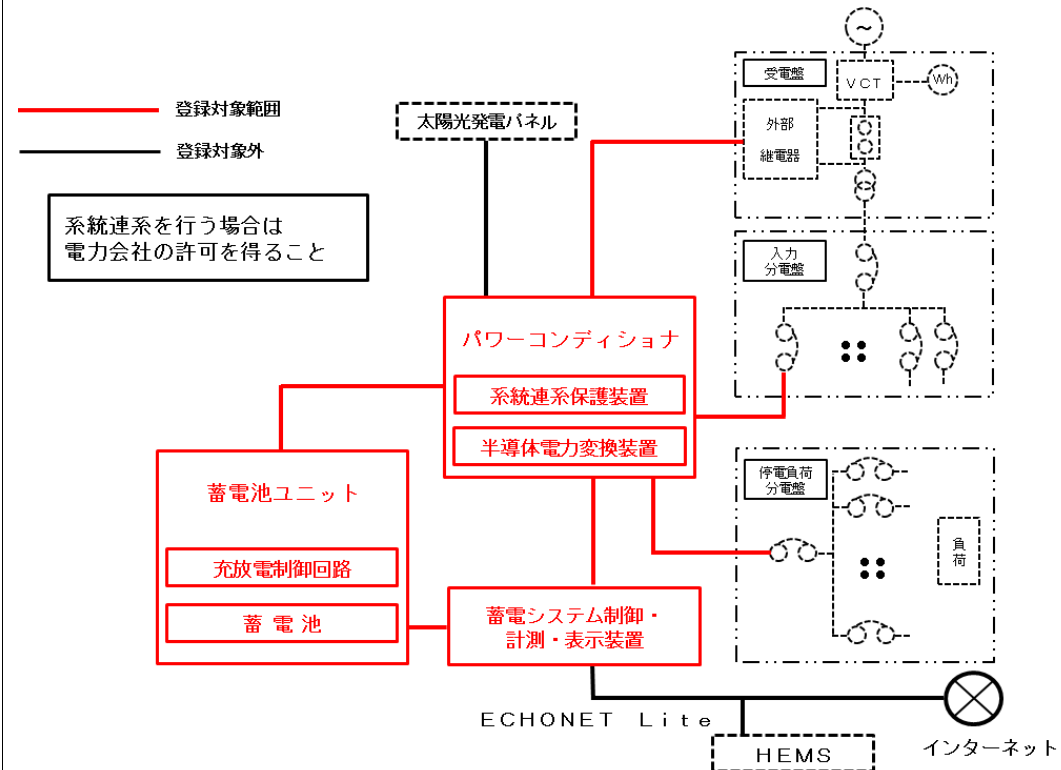 登録対象範囲
登録対象外
系統連系を行う場合は
電力会社の許可を得ること
太陽光発電パネル
受電盤
VCT
Wh
外部
継電器
入力
分電盤
パワーコンディショナ
系統連系保護装置
半導体電力変換装置
蓄電池ユニット
充放電制御回路
蓄電池
蓄電システム制御・
計測・表示装置
停電負荷
分電盤
負
荷
ECHONET Lite
HEMS
インターネット